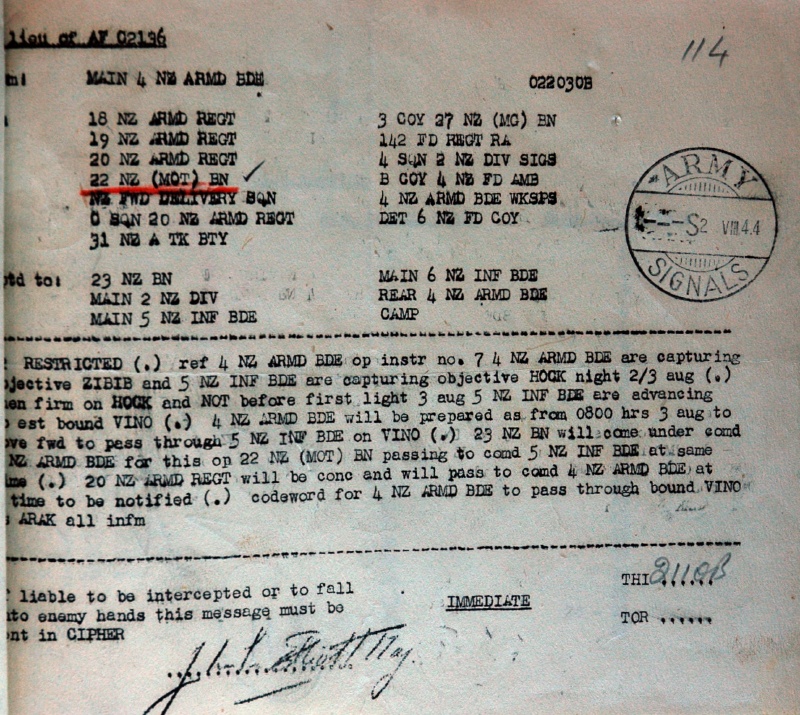 lieu of AF C2136
114
m: MAIN 4 NZ ARMD BDE 022030B
18 NZ ARMD REGT 3 COY 27 NZ (MG) BN
19 NZ ARMD REGT 142 FD REGT RA
20 NZ ARMD REGT 4 SQN 2 NZ DIV SIGS
22 NZ (MOT) BN ✓ B COY 4 NZ FD AMB
NZ FWD DELIVERY SQN 4 NZ ARMD BDE WKSPS
C SQN 20 NZ ARMD REGT DET 6 NZ FD COY
31 NZ A TK BTY
ARMY
S2 VIII 4.4
SIGNALS
ptd to: 23 NZ BN MAIN 6 NZ INF BDE
MAIN 2 NZ DIV REAR 4 NZ ARMD BDE
MAIN 5 NZ INF BDE CAMP
RESTRICTED (.) ref 4 NZ ARMD BDE op instr no. 7 4 NZ ARMD BDE are capturing
bjective ZIBIB and 5 NZ INF BDE are capturing objective HOCK night 2/3 aug (.)
en firm on HOCK and NOT before first light 3 aug 5 NZ INF BDE are advancing
est bound VINO (.) 4 NZ ARMD BDE will be prepared as from 0800 hrs 3 aug to
ve fwd to pass through 5 NZ INF BDE on VINO (.) 23 NZ BN will come under comd
NZ ARMD BDE for this op 22 NZ (MOT) BN passing to comd 5 NZ INF BDE at same
me (.) 20 NZ ARMD REGT will be conc and will pass to comd 4 NZ ARMD BDE at
time to be notified (.) codeword for 4 NZ ARMD BDE to pass through bound VINO
ARAK all infm
liable to be intercepted or to fall
to enemy hands this message must be
nt in CIPHER
IMMEDIATE
THI 2110B
TOR ......
Maj.